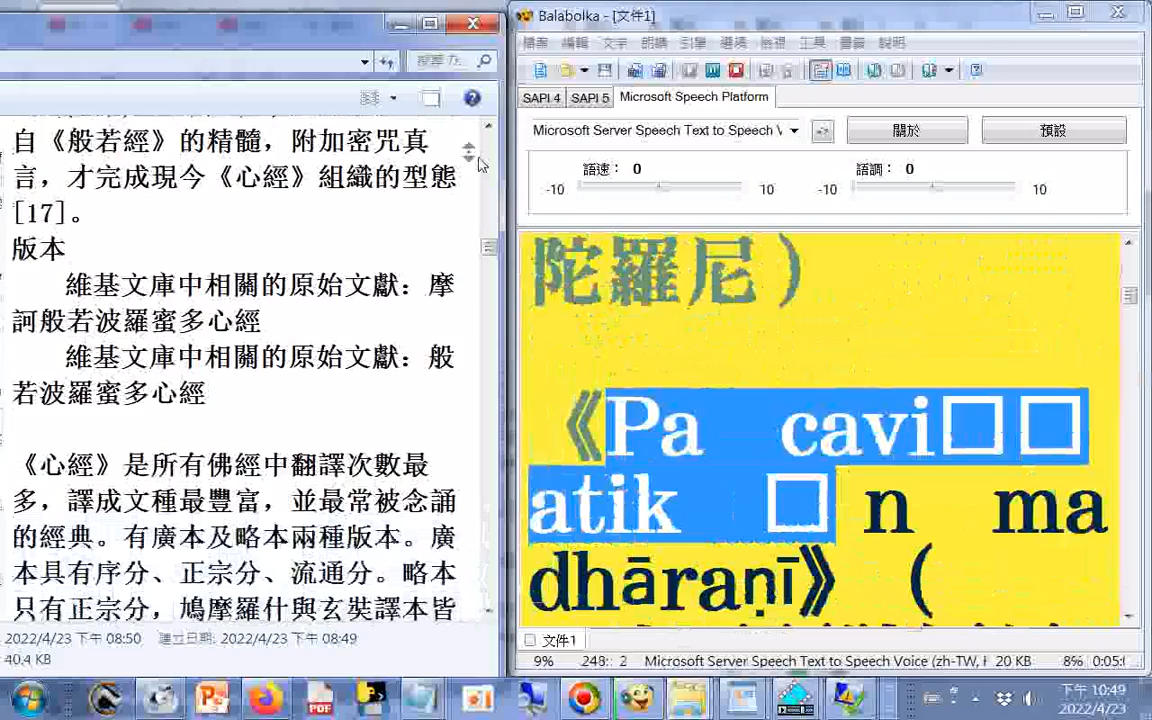 Balabolka - [文件1]
檔案 編輯 文字 朗讀 引擎 選項 檢視 工具 書籤 說明
SAPI 4 SAPI 5 Microsoft Speech Platform
Microsoft Server Speech Text to Speech V
關於
預設
語速： 0
語調： 0
-10 10 -10 10
自《般若經》的精髓，附加密咒真
言，才完成現今《心經》組織的型態
[17]。
版本
維基文庫中相關的原始文獻：摩
訶般若波羅蜜多心經
維基文庫中相關的原始文獻：般
若波羅蜜多心經
《心經》是所有佛經中翻譯次數最
多，譯成文種最豐富，並最常被念誦
的經典。有廣本及略本兩種版本。廣
本具有序分、正宗分、流通分。略本
只有正宗分，鳩摩羅什與玄奘譯本皆
2022/4/23 下午 08:50 建立日期: 2022/4/23 下午 08:49
40.4 KB
陀羅尼）
《Pa cavi□□
atik □n ma
dhāraṇī》（
文件1
9% 248: 2 Microsoft Server Speech Text to Speech Voice (zh-TW, 20 KB 8% 0:05:
下午 10:49
2022/4/23